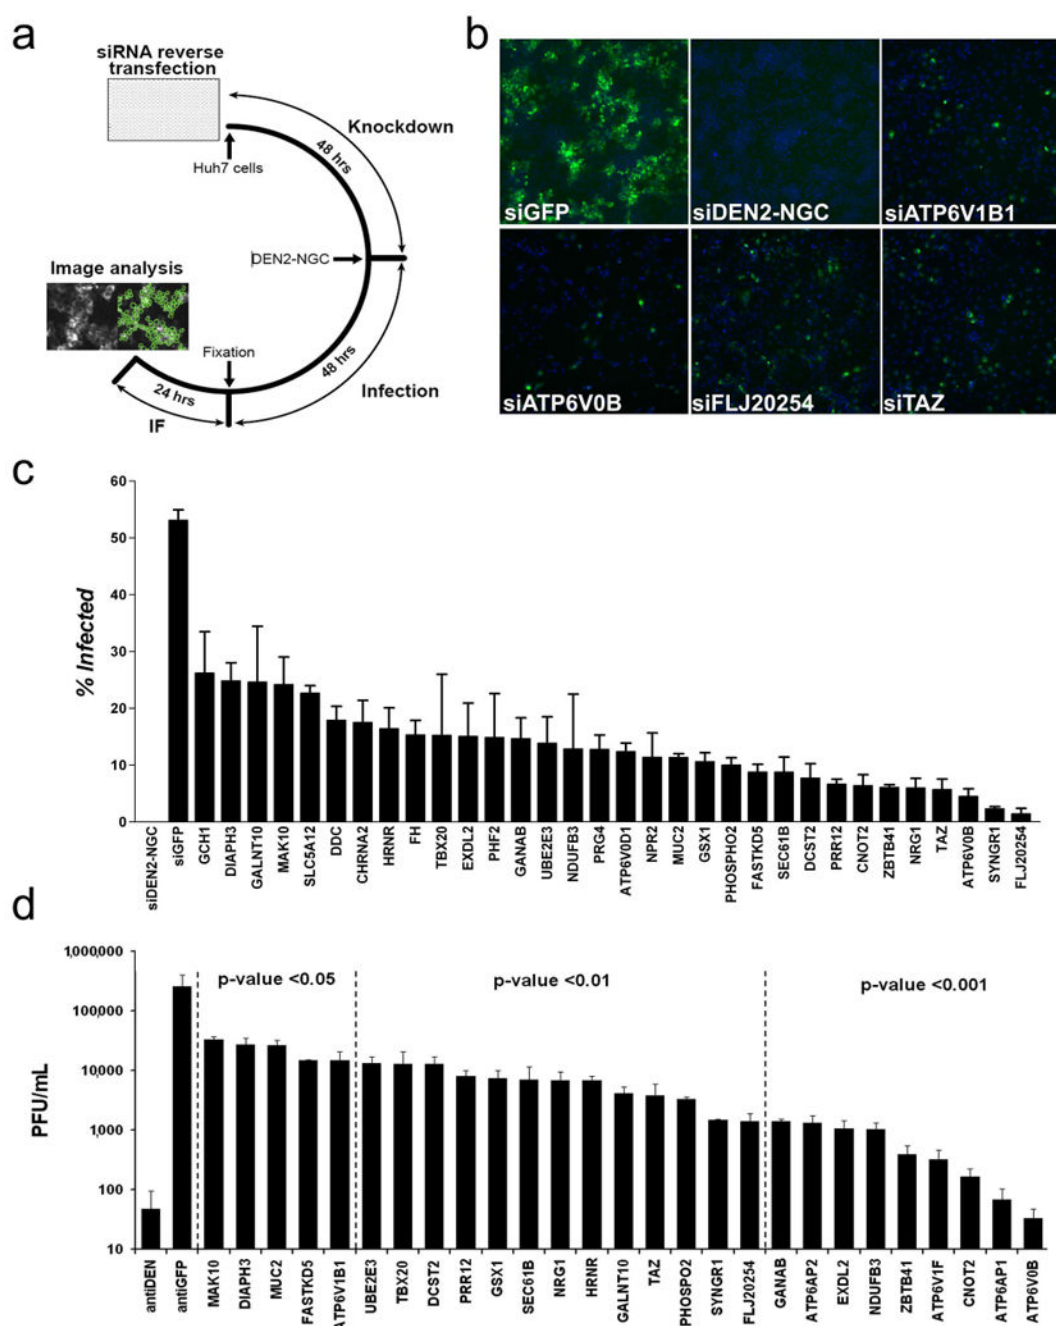 a
siRNA reverse
transfection
Knockdown
48 hrs
Huh7 cells
DEN2-NGC
Image analysis
Fixation
48 hrs
Infection
24 hrs
IF
b
siGFP
siDEN2-NGC
siATP6V1B1
siATP6V0B
siFLJ20254
siTAZ
c
60
50
40
30
20
10
0
% Infected
siDEN2-NGC
siGFP
GCH1
DIAPH3
GALNT10
MAK10
SLC5A12
DDC
CHRNA2
HRNR
FH
TBX20
EXDL2
PHF2
GANAB
UBE2E3
NDUFB3
PRG4
ATP6V0D1
NPR2
MUC2
GSX1
PHOSPHO2
FASTKD5
SEC61B
DCST2
PRR12
CNOT2
ZBTB41
NRG1
TAZ
ATP6V0B
SYNGR1
FLJ20254
d
1,000,000
100000
10000
1000
100
10
PFU/mL
p-value <0.05
p-value <0.01
p-value <0.001
antiDEN
antiGFP
MAK10
DIAPH3
MUC2
FASTKD5
ATP6V1B1
UBE2E3
TBX20
DCST2
PRR12
GSX1
SEC61B
NRG1
HRNR
GALNT10
TAZ
PHOSPO2
SYNGR1
FLJ20254
GANAB
ATP6AP2
EXDL2
NDUFB3
ZBTB41
ATP6V1F
CNOT2
ATP6AP1
ATP6V0B